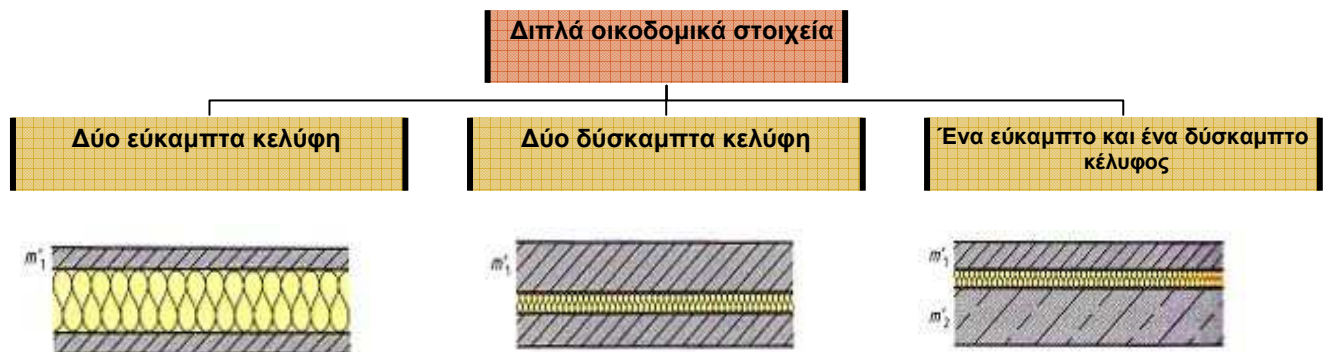 Διπλά οικοδομικά στοιχεία
Δύο εύκαμπτα κελύφη
Δύο δύσκαμπτα κελύφη
Ένα εύκαμπτο και ένα δύσκαμπτο
κέλυφος
m'1
m'1
m'1
m'2